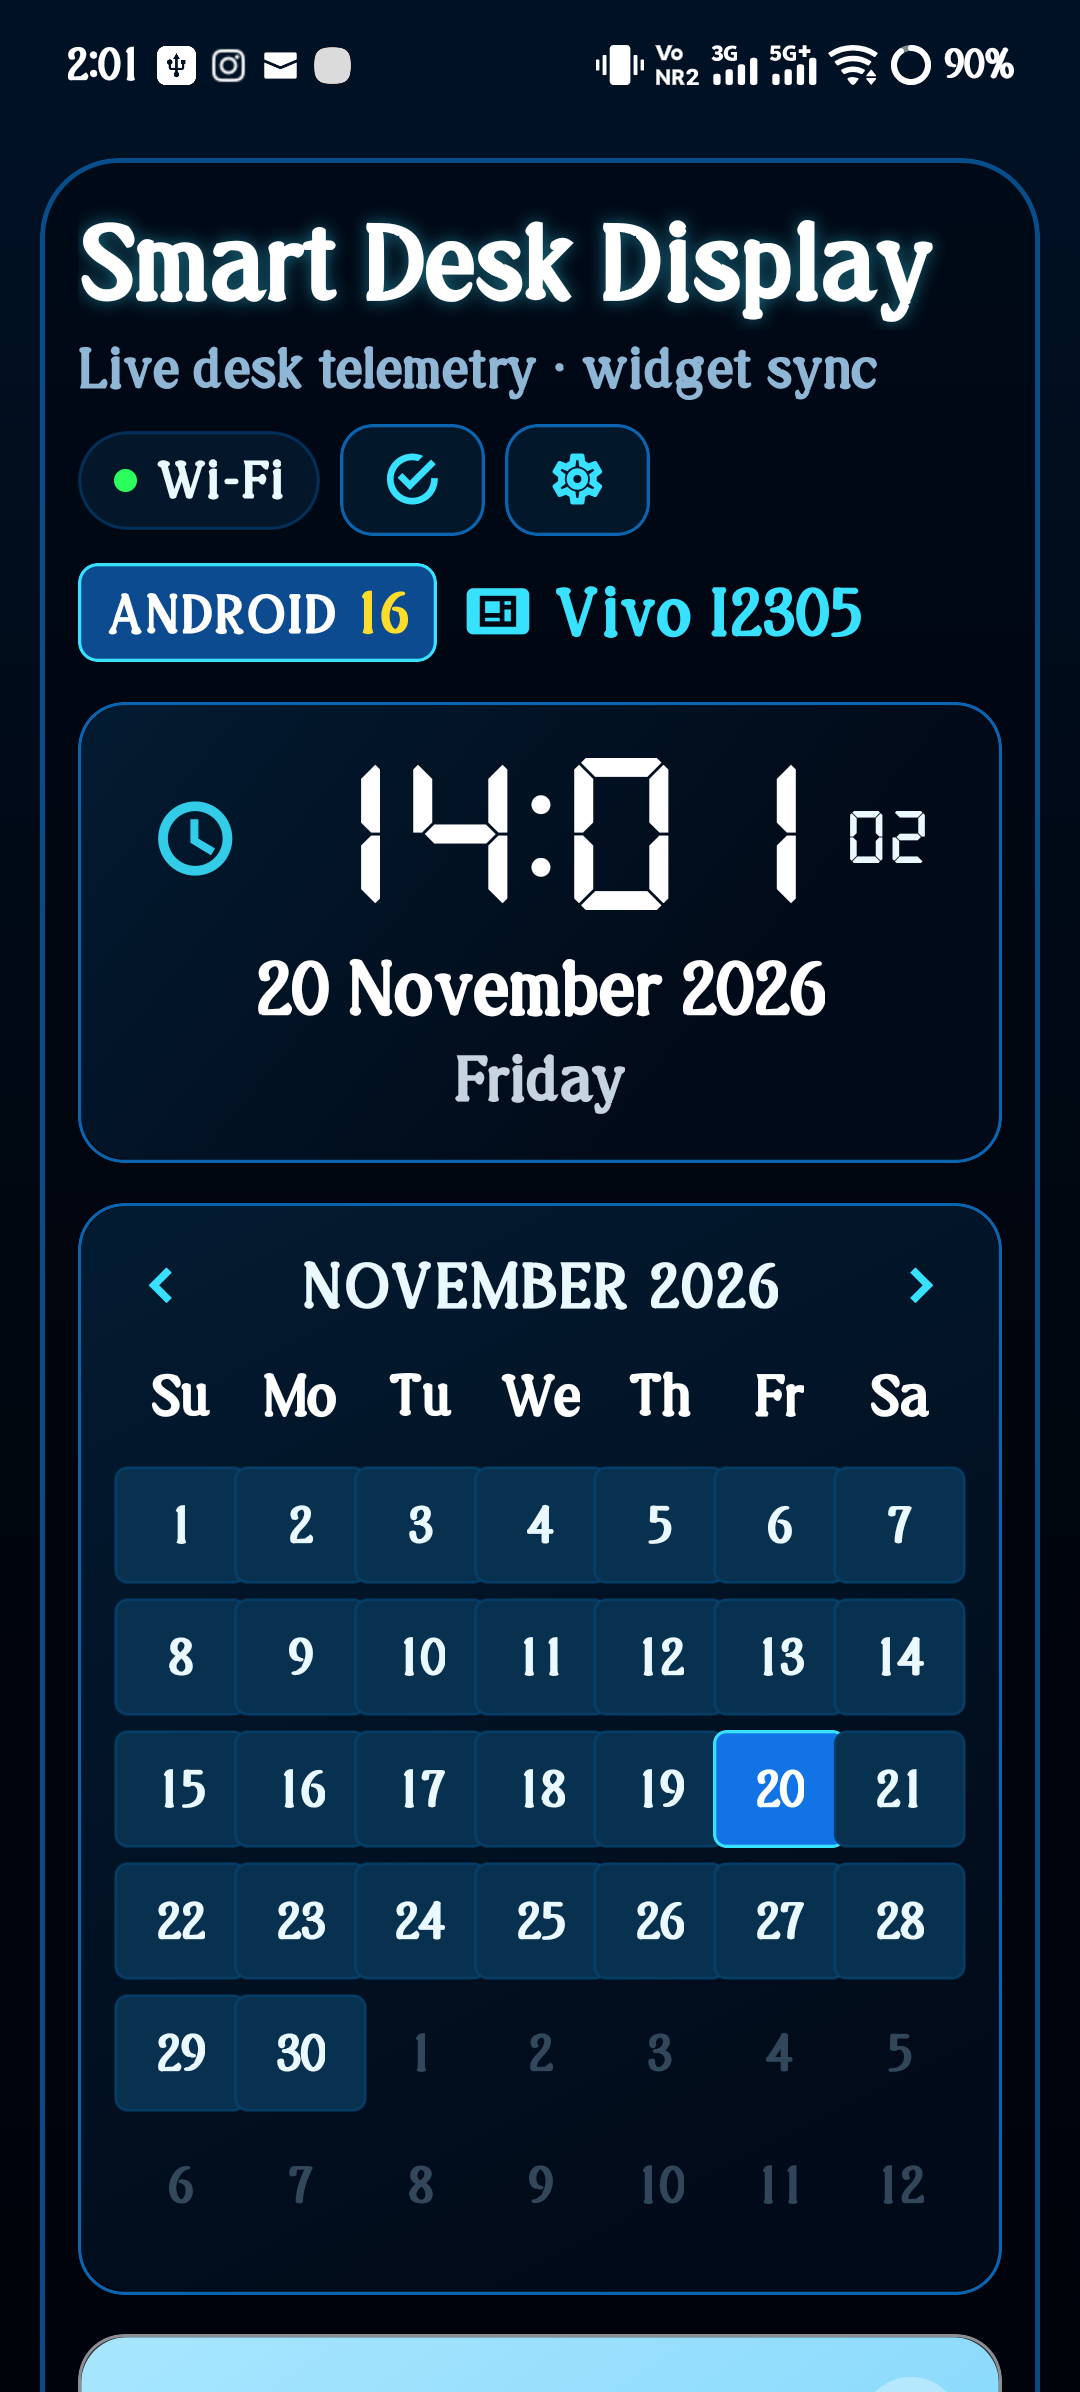 2:01 Vo NR2 3G 5G+ 90%
Smart Desk Display
Live desk telemetry · widget sync
Wi-Fi
ANDROID 16 Vivo I2305
14:01 02
20 November 2026
Friday
NOVEMBER 2026
Su Mo Tu We Th Fr Sa
1 2 3 4 5 6 7
8 9 10 11 12 13 14
15 16 17 18 19 20 21
22 23 24 25 26 27 28
29 30 1 2 3 4 5
6 7 8 9 10 11 12